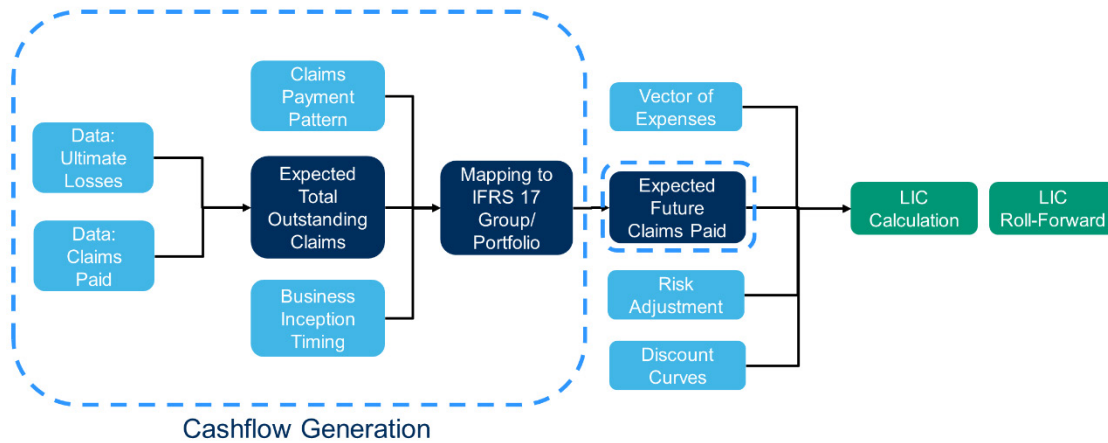 Data:
Ultimate
Losses
Data:
Claims
Paid
Claims
Payment
Pattern
Expected
Total
Outstanding
Claims
Business
Inception
Timing
Mapping to
IFRS 17
Group/
Portfolio
Vector of
Expenses
Expected
Future
Claims Paid
Risk
Adjustment
Discount
Curves
LIC
Calculation
LIC
Roll-Forward
Cashflow Generation